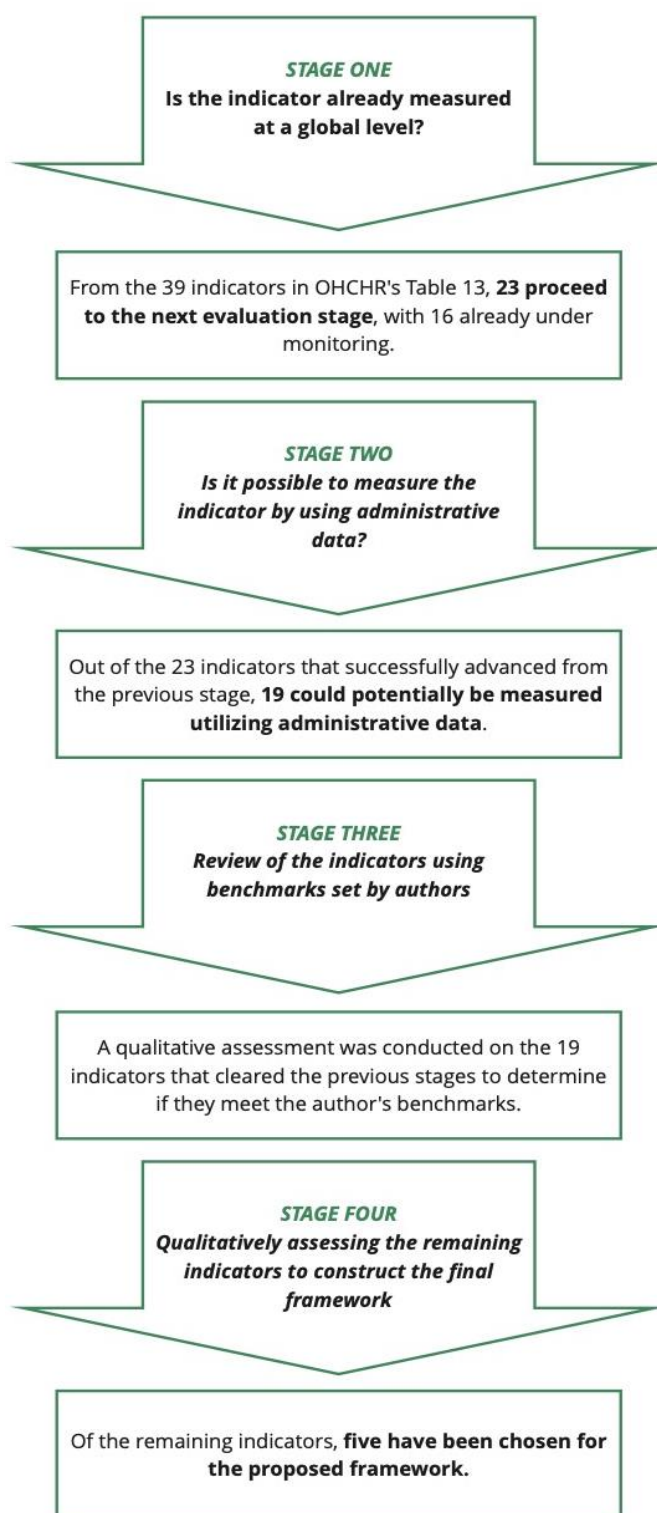 STAGE ONE
Is the indicator already measured
at a global level?
From the 39 indicators in OHCHR's Table 13, 23 proceed
to the next evaluation stage, with 16 already under
monitoring.
STAGE TWO
Is it possible to measure the
indicator by using administrative
data?
Out of the 23 indicators that successfully advanced from
the previous stage, 19 could potentially be measured
utilizing administrative data.
STAGE THREE
Review of the indicators using
benchmarks set by authors
A qualitative assessment was conducted on the 19
indicators that cleared the previous stages to determine
if they meet the author's benchmarks.
STAGE FOUR
Qualitatively assessing the remaining
indicators to construct the final
framework
Of the remaining indicators, five have been chosen for
the proposed framework.